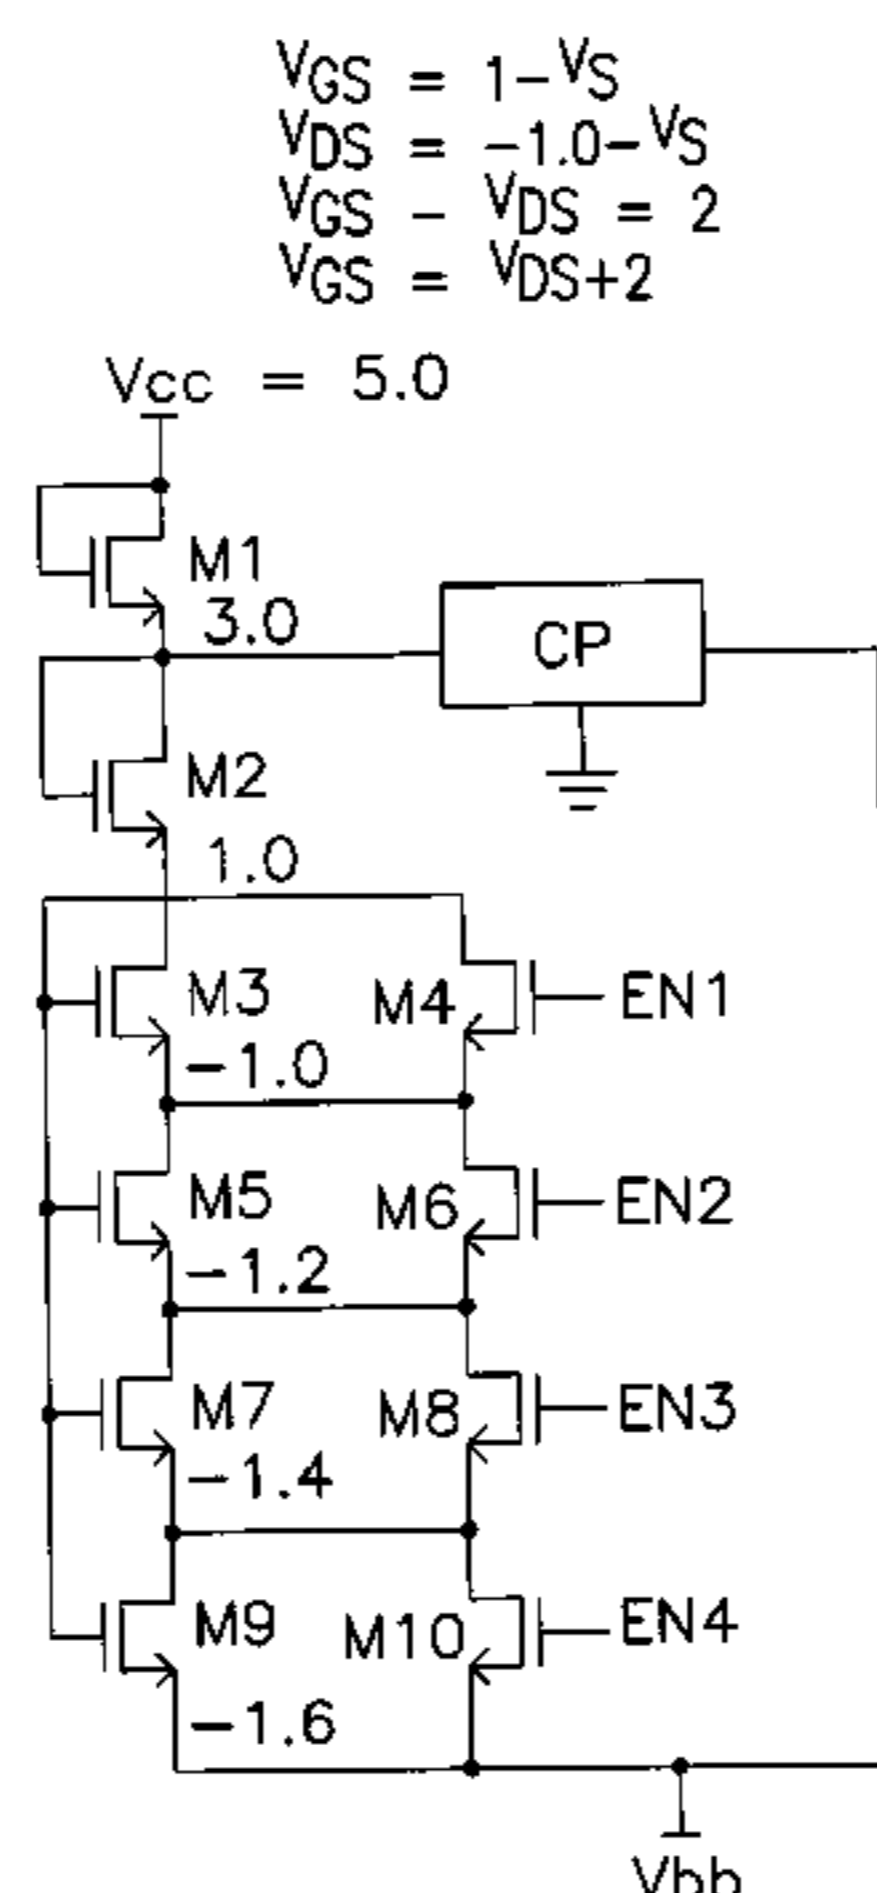 VGS = 1-VS
VDS = -1.0-VS
VGS - VDS = 2
VGS = VDS+2
Vcc = 5.0
M1
3.0
CP
M2
1.0
M3 M4 EN1
-1.0
M5 M6 EN2
-1.2
M7 M8 EN3
-1.4
M9 M10 EN4
-1.6
Vbb